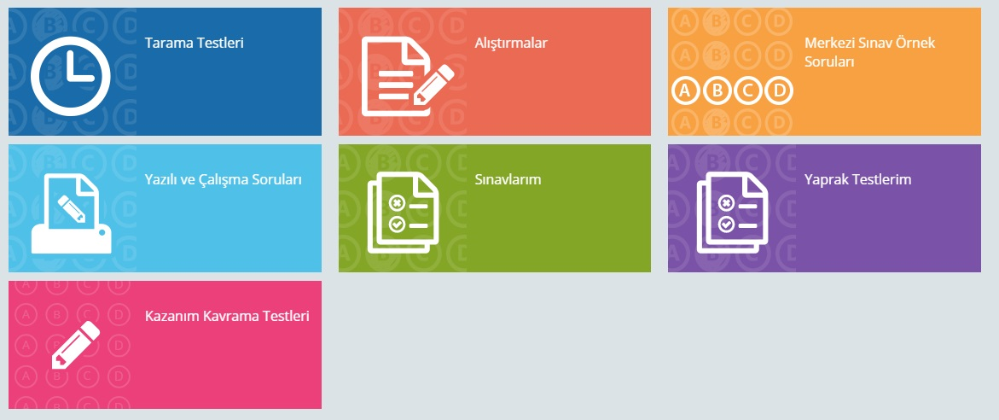 Tarama Testleri
Alıştırmalar
Merkezi Sınav Örnek
Soruları
A B C D
Yazılı ve Çalışma Soruları
Sınavlarım
Yaprak Testlerim
Kazanım Kavrama Testleri